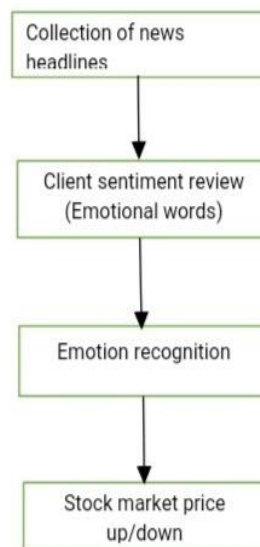 Collection of news
headlines
Client sentiment review
(Emotional words)
Emotion recognition
Stock market price
up/down